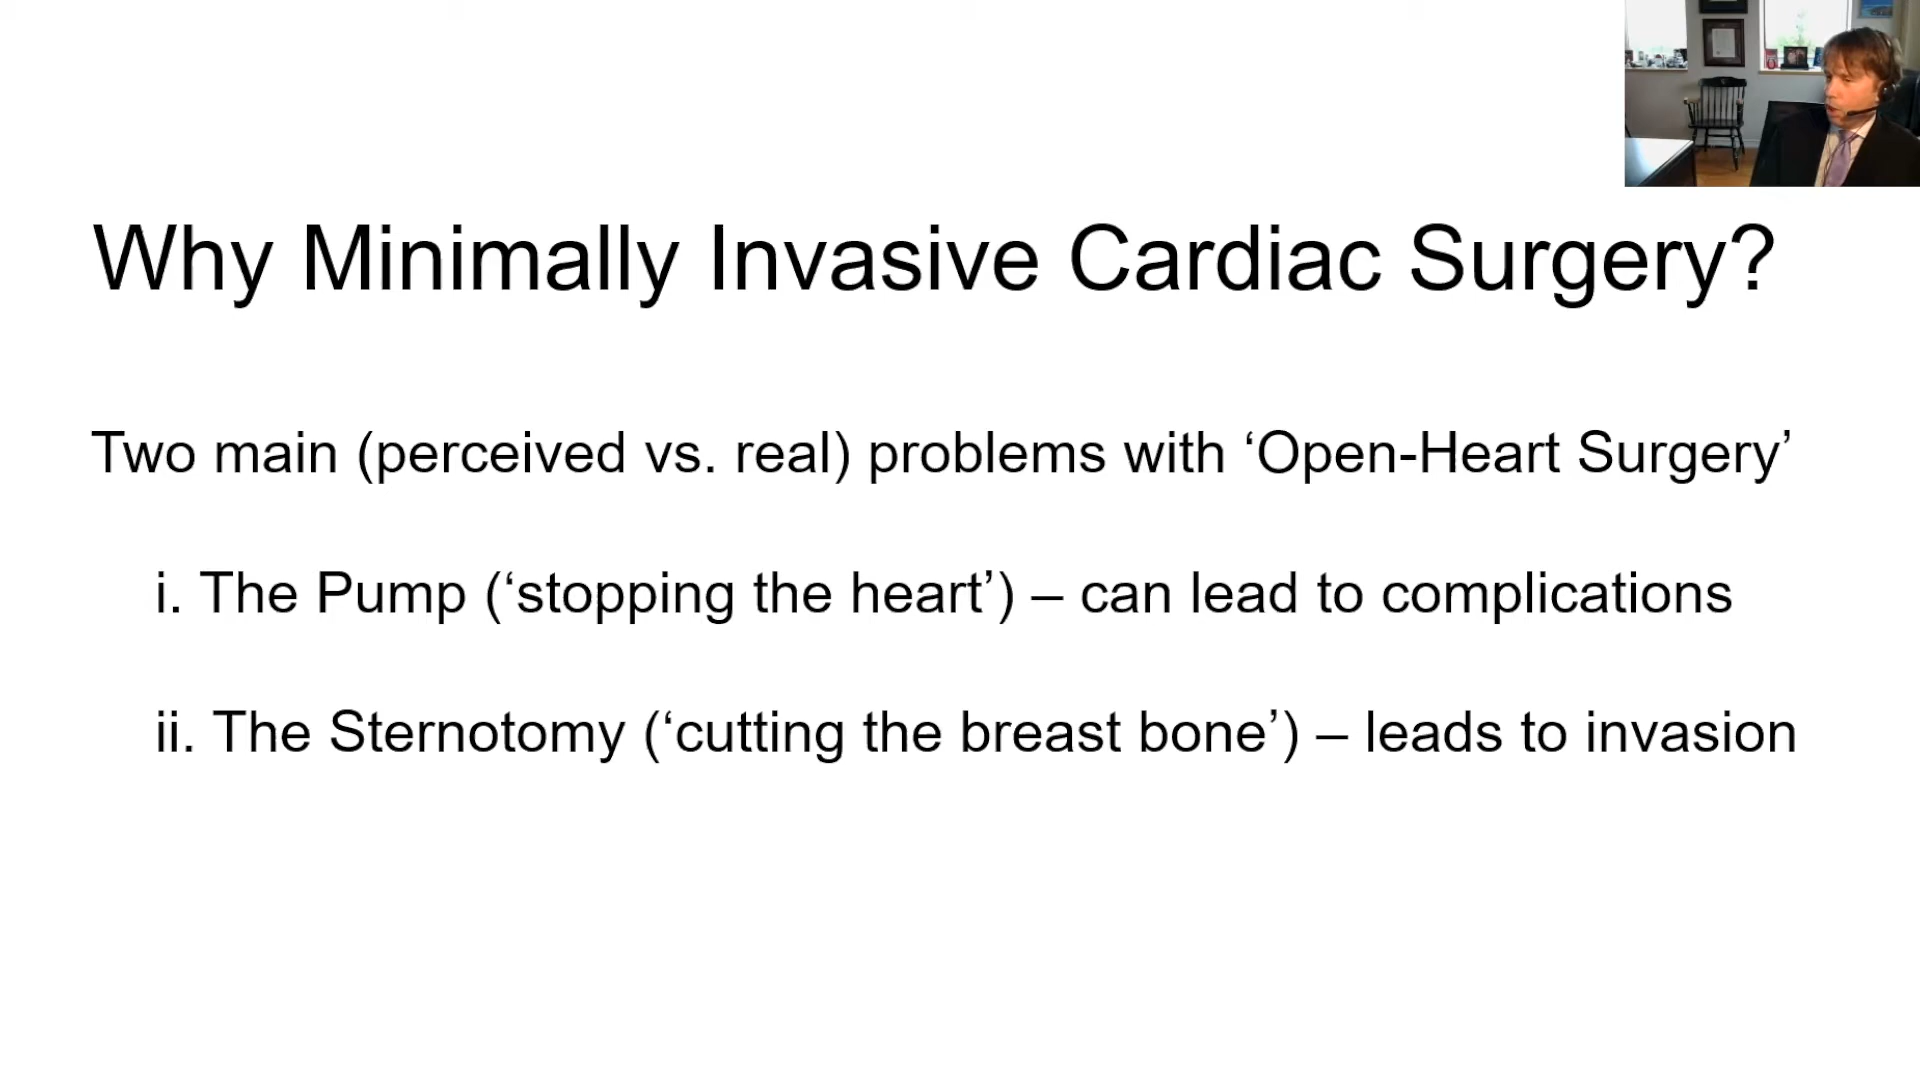 Why Minimally Invasive Cardiac Surgery?
Two main (perceived vs. real) problems with ‘Open-Heart Surgery’
i. The Pump (‘stopping the heart’) – can lead to complications
ii. The Sternotomy (‘cutting the breast bone’) – leads to invasion